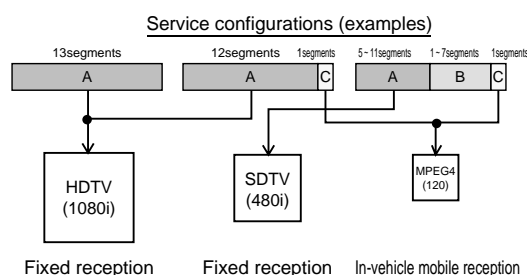 Service configurations (examples)
13segments 12segments 1segments 5~11segments 1~7segments 1segments
A A C A B C
HDTV
(1080i)
SDTV
(480i)
MPEG4
(120)
Fixed reception Fixed reception In-vehicle mobile reception